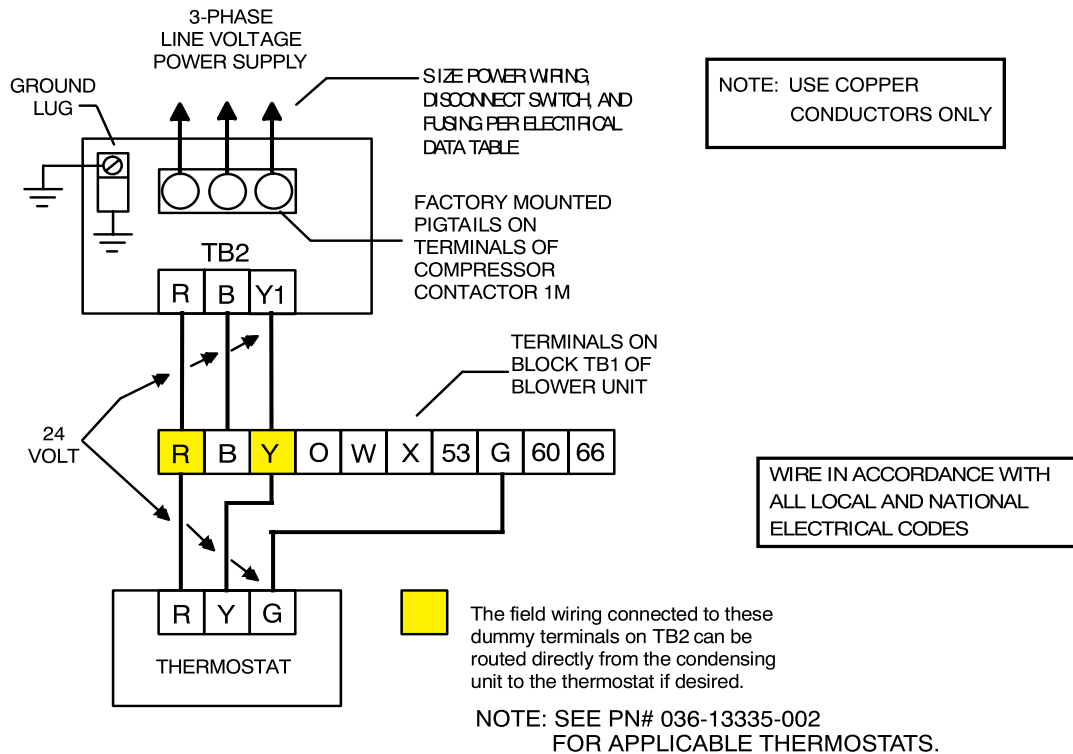 3-PHASE
LINE VOLTAGE
POWER SUPPLY
GROUND
LUG
SIZE POWER WIRING,
DISCONNECT SWITCH, AND
FUSING PER ELECTIRICAL
DATA TABLE
NOTE: USE COPPER
CONDUCTORS ONLY
FACTORY MOUNTED
PIGTAILS ON
TERMINALS OF
COMPRESSOR
CONTACTOR 1M
TB2
R B Y1
TERMINALS ON
BLOCK TB1 OF
BLOWER UNIT
24
VOLT
R B Y O W X 53 G 60 66
WIRE IN ACCORDANCE WITH
ALL LOCAL AND NATIONAL
ELECTRICAL CODES
R Y G
THERMOSTAT
The field wiring connected to these
dummy terminals on TB2 can be
routed directly from the condensing
unit to the thermostat if desired.
NOTE: SEE PN# 036-13335-002
FOR APPLICABLE THERMOSTATS.